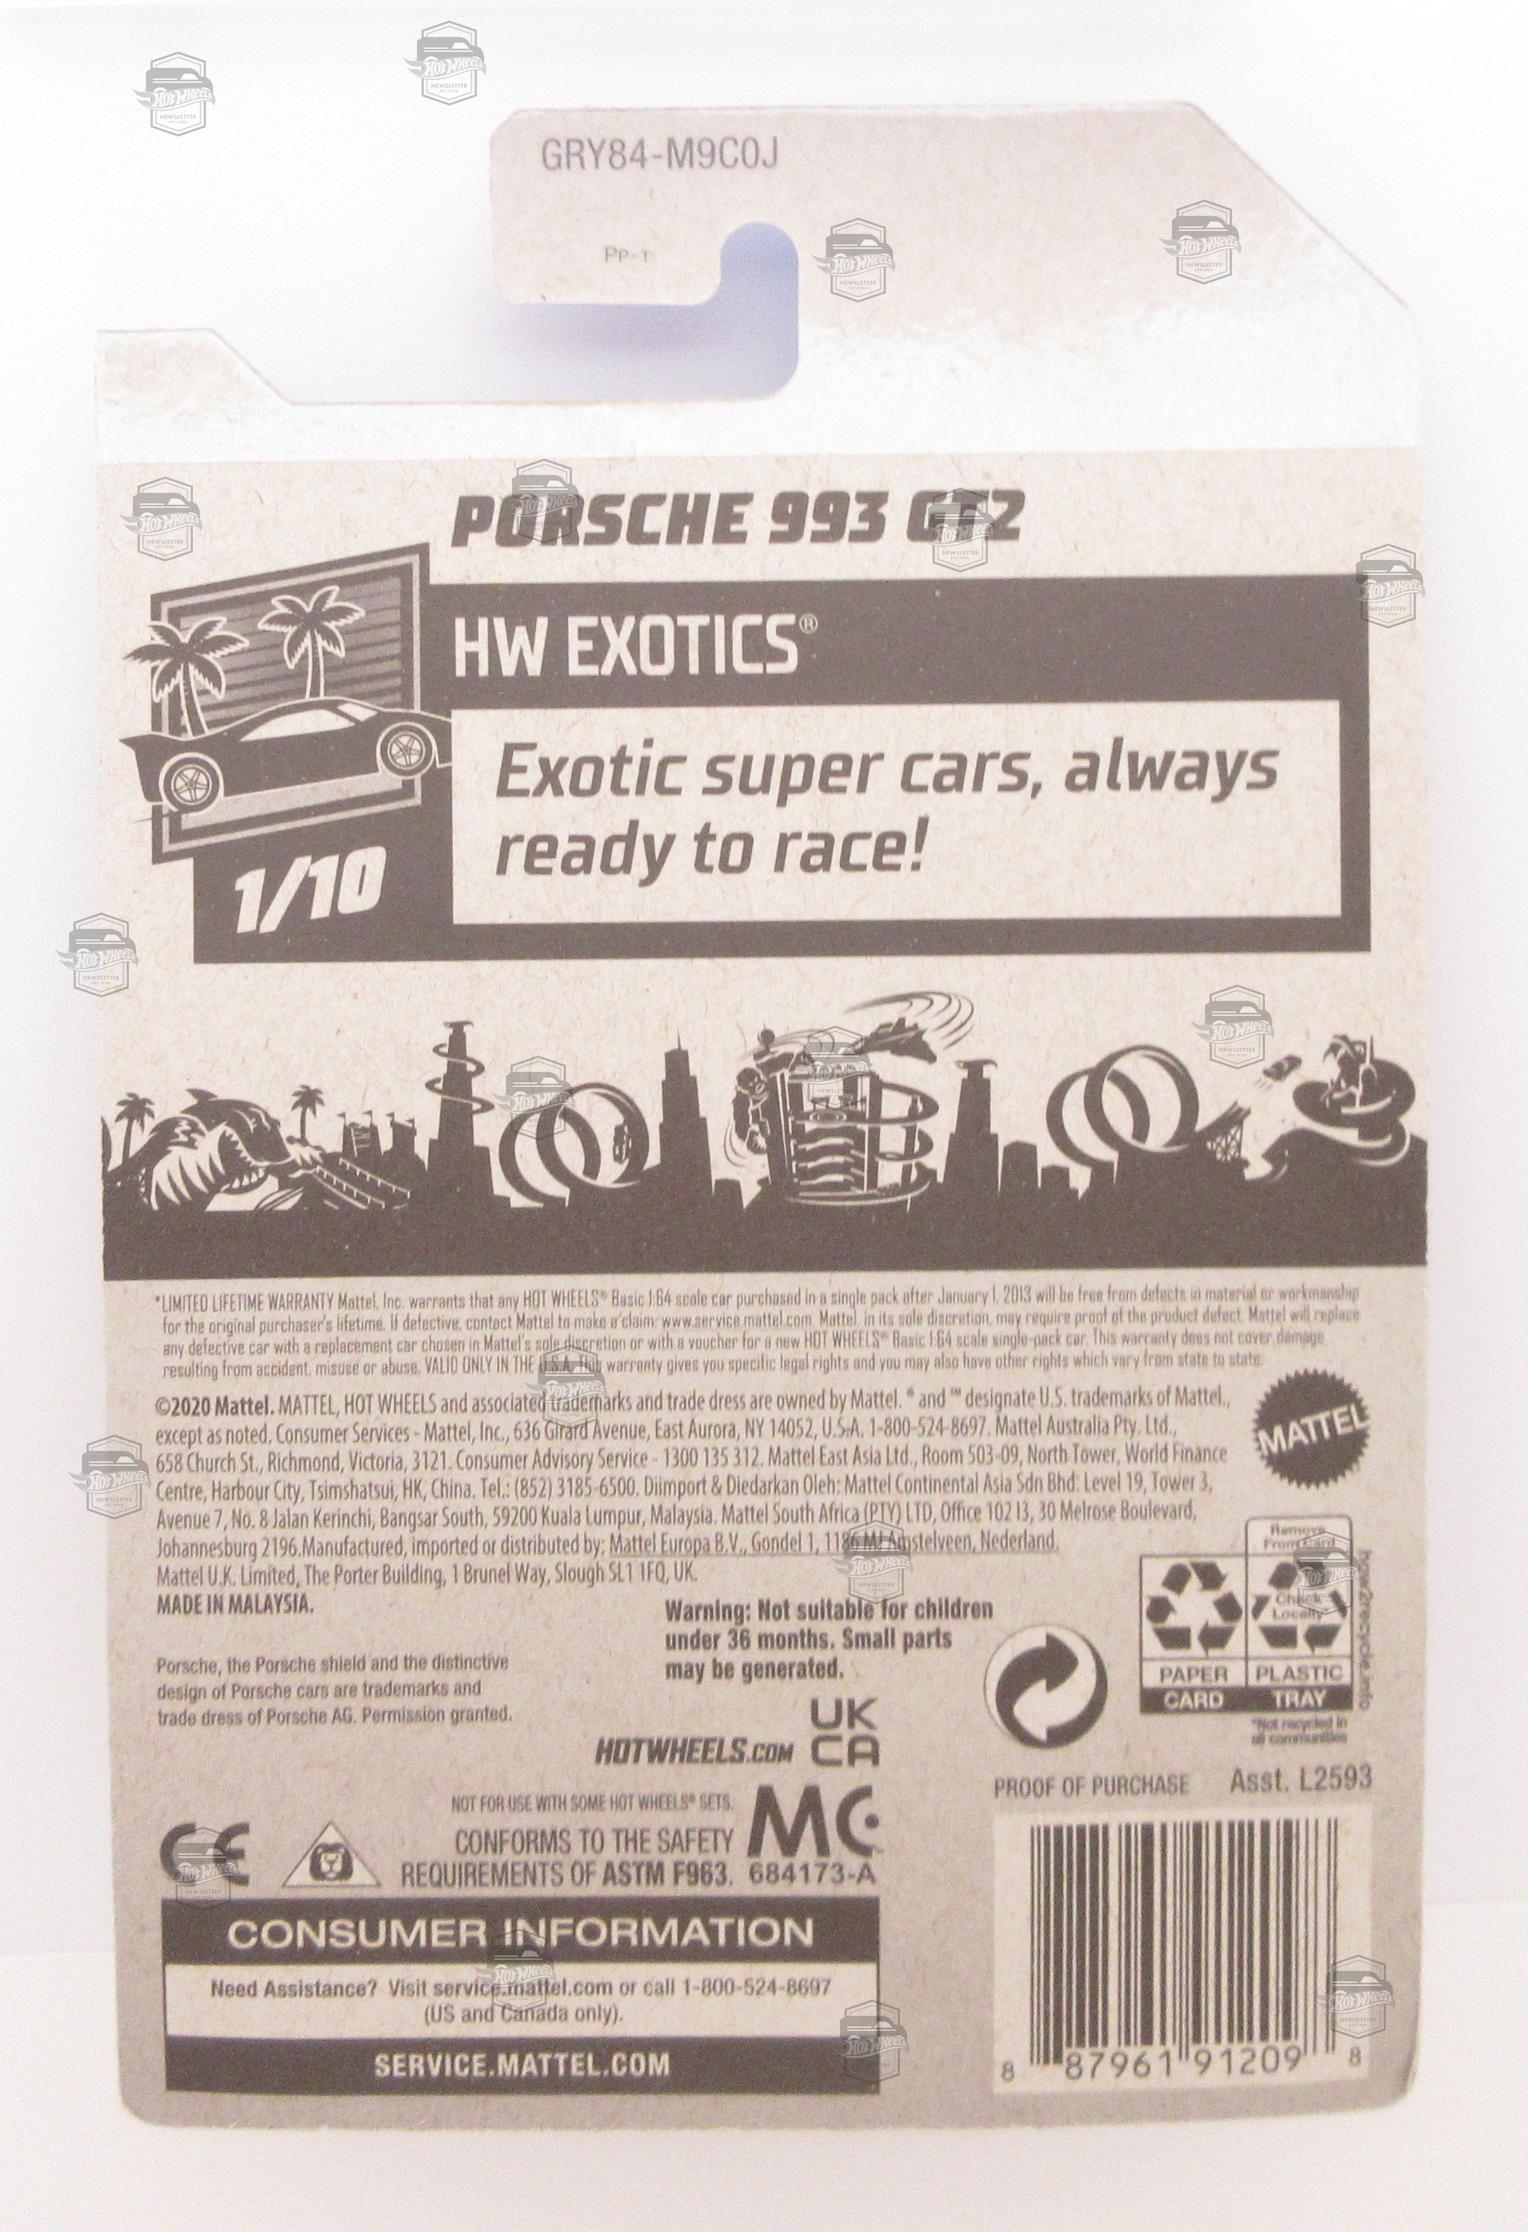 GRY84-M9C0J
Pp-1
PORSCHE 993 GT2
HW EXOTICS®
Exotic super cars, always
ready to race!
1/10
*LIMITED LIFETIME WARRANTY Mattel, Inc. warrants that any HOT WHEELS® Basic 1:64 scale car purchased in a single pack after January 1, 2013 will be free from defects in material or workmanship
for the original purchaser's lifetime. If defective, contact Mattel to make a claim: www.service.mattel.com. Mattel, in its sole discretion, may require proof of the product defect. Mattel will replace
any defective car with a replacement car chosen in Mattel's sole discretion or with a voucher for a new HOT WHEELS® Basic 1:64 scale single-pack car. This warranty does not cover damage
resulting from accident, misuse or abuse. VALID ONLY IN THE U.S.A. This warranty gives you specific legal rights and you may also have other rights which vary from state to state.
©2020 Mattel. MATTEL, HOT WHEELS and associated trademarks and trade dress are owned by Mattel. ® and ™ designate U.S. trademarks of Mattel,
except as noted. Consumer Services - Mattel, Inc., 636 Girard Avenue, East Aurora, NY 14052, U.S.A. 1-800-524-8697. Mattel Australia Pty. Ltd.,
658 Church St., Richmond, Victoria, 3121. Consumer Advisory Service - 1300 135 312. Mattel East Asia Ltd., Room 503-09, North Tower, World Finance
Centre, Harbour City, Tsimshatsui, HK, China. Tel.: (852) 3185-6500. Diimport & Diedarkan Oleh: Mattel Continental Asia Sdn Bhd. Level 19, Tower 3,
Avenue 7, No. 8 Jalan Kerinchi, Bangsar South, 59200 Kuala Lumpur, Malaysia. Mattel South Africa (PTY) LTD, Office 102 I3, 30 Melrose Boulevard,
Johannesburg 2196.Manufactured, imported or distributed by: Mattel Europa B.V., Gondel 1, 1186 MJ Amstelveen, Nederland.
Mattel U.K. Limited, The Porter Building, 1 Brunel Way, Slough SL1 1FQ, UK.
MADE IN MALAYSIA.
MATTEL
Warning: Not suitable for children
under 36 months. Small parts
may be generated.
Porsche, the Porsche shield and the distinctive
design of Porsche cars are trademarks and
trade dress of Porsche AG. Permission granted.
Remove
From Card
Check
Locally*
PAPER
PLASTIC
CARD
TRAY
how2recycle.info
*Not recycled in
all communities
UK
CA
HOTWHEELS.COM
NOT FOR USE WITH SOME HOT WHEELS® SETS.
CONFORMS TO THE SAFETY
REQUIREMENTS OF ASTM F963.
MC
684173-A
CE
PROOF OF PURCHASE
Asst. L2593
8 87961 91209 8
CONSUMER INFORMATION
Need Assistance? Visit service.mattel.com or call 1-800-524-8697
(US and Canada only).
SERVICE.MATTEL.COM
Hot Wheels
NEWSLETTER